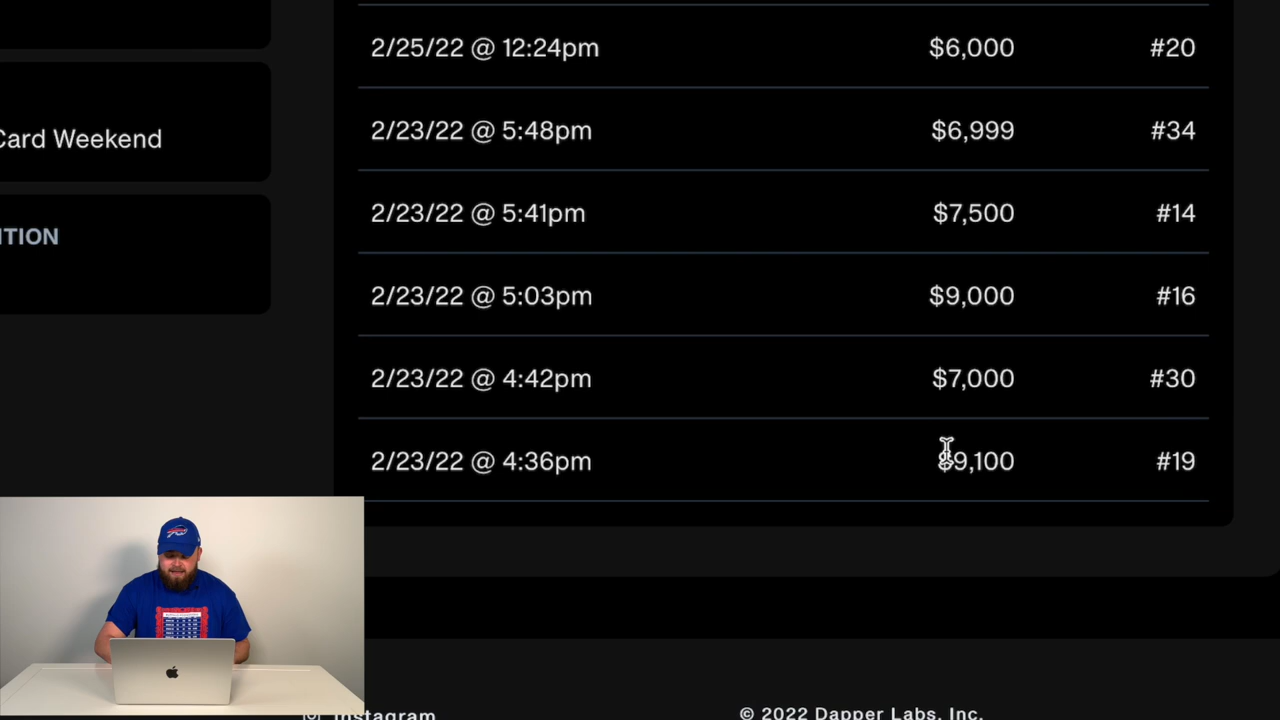 2/25/22 @ 12:24pm $6,000 #20
Card Weekend
2/23/22 @ 5:48pm $6,999 #34
2/23/22 @ 5:41pm $7,500 #14
ITION
2/23/22 @ 5:03pm $9,000 #16
2/23/22 @ 4:42pm $7,000 #30
2/23/22 @ 4:36pm $9,100 #19
Instagram
© 2022 Dapper Labs, Inc.